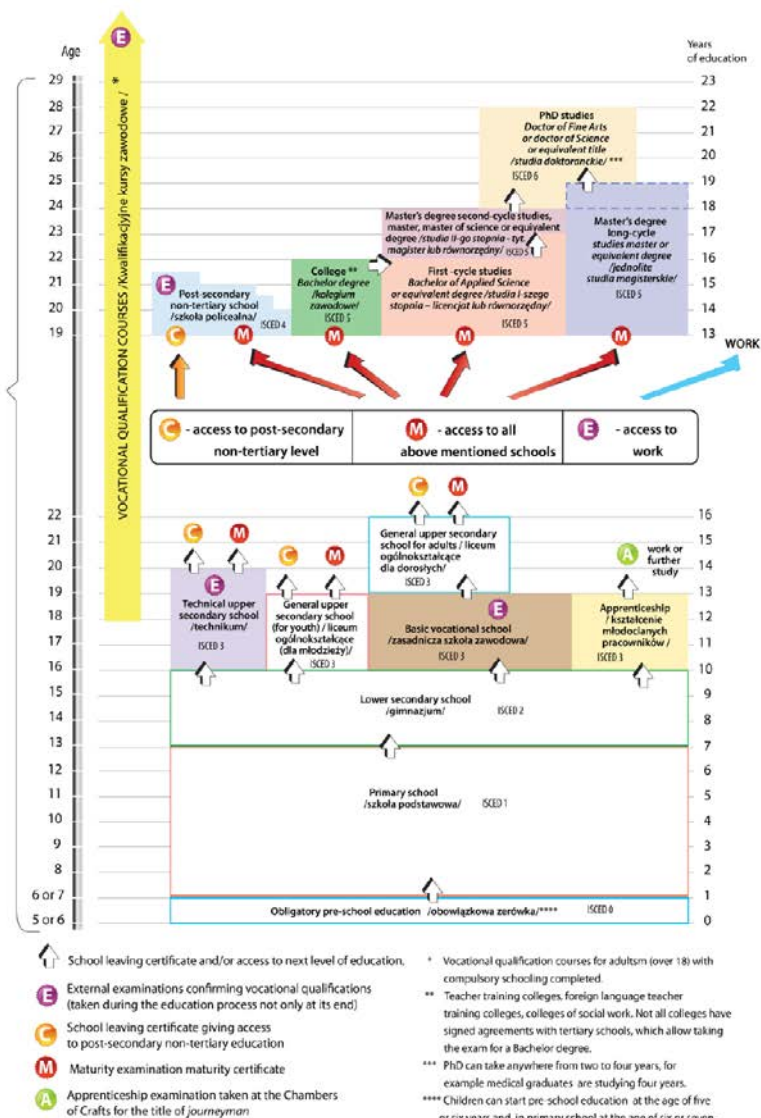 Age
Years
of education
E
VOCATIONAL QUALIFICATION COURSES /Kwalifikacyjne kursy zawodowe / *
29
28
27
26
25
24
23
22
21
20
19
23
22
21
20
19
18
17
16
15
14
13
PhD studies
Doctor of Fine Arts
or doctor of Science
or equivalent title
/studia doktoranckie/ ***
ISCED 6
Master's degree second-cycle studies,
master, master of science or equivalent
degree /studia II-go stopnia - tyt.
magister lub równorzędny/ ISCED 5
Master's degree
long-cycle
studies master or
equivalent degree
/jednolite
studia magisterskie/
ISCED 5
E
Post-secondary
non-tertiary school
/szkoła policealna/
ISCED 4
College **
Bachelor degree
/kolegium
zawodowe/
ISCED 5
First -cycle studies
Bachelor of Applied Science
or equivalent degree /studia I-szego
stopnia – licencjat lub równorzędny/
ISCED 5
C
M
M
M
M
WORK
C - access to post-secondary
non-tertiary level
M - access to all
above mentioned schools
E - access to
work
22
21
20
19
18
17
16
15
14
13
12
11
10
9
8
6 or 7
5 or 6
16
15
14
13
12
11
10
9
8
7
6
5
4
3
2
1
0
C
M
General upper secondary
school for adults / liceum
ogólnokształcące
dla dorosłych/
ISCED 3
C
M
C
M
A work or
further
study
E
Technical upper
secondary school
/technikum/
ISCED 3
General upper
secondary school
(for youth) / liceum
ogólnokształcące
(dla młodzieży)/
ISCED 3
E
Basic vocational school
/zasadnicza szkoła zawodowa/
ISCED 3
Apprenticeship
/ kształcenie
młodocianych
pracowników /
ISCED 3
Lower secondary school
/gimnazjum/ ISCED 2
Primary school
/szkoła podstawowa/ ISCED 1
Obligatory pre-school education /obowiązkowa zerówka/**** ISCED 0
School leaving certificate and/or access to next level of education.
E External examinations confirming vocational qualifications
(taken during the education process not only at its end)
C School leaving certificate giving access
to post-secondary non-tertiary education
M Maturity examination maturity certificate
A Apprenticeship examination taken at the Chambers
of Crafts for the title of journeyman
* Vocational qualification courses for adultsm (over 18) with
compulsory schooling completed.
** Teacher training colleges, foreign language teacher
training colleges, colleges of social work. Not all colleges have
signed agreements with tertiary schools, which allow taking
the exam for a Bachelor degree.
*** PhD can take anywhere from two to four years, for
example medical graduates are studying four years.
**** Children can start pre-school education at the age of five
or six years and in primary school at the age of six or seven